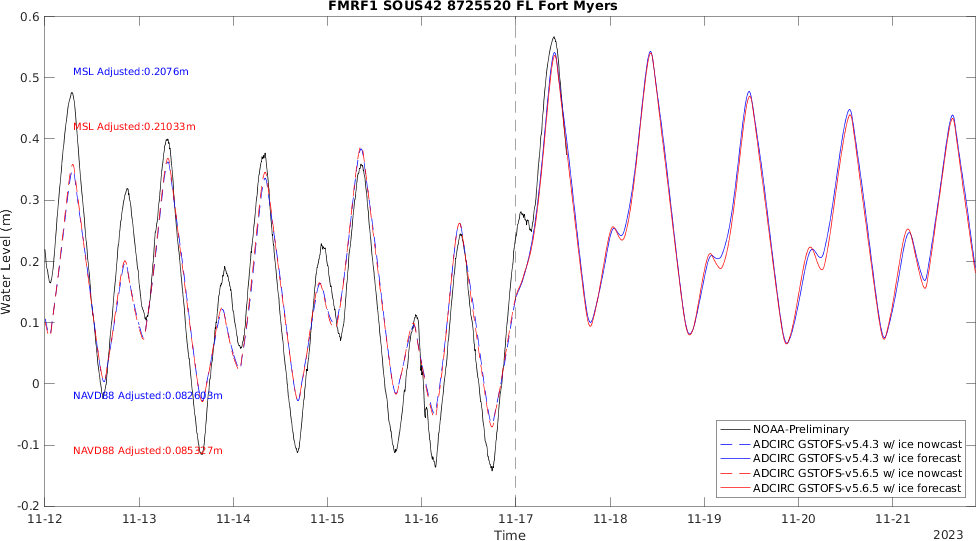 FMRF1 SOUS42 8725520 FL Fort Myers
0.6
0.5
0.4
0.3
0.2
0.1
0
-0.1
-0.2
Water Level (m)
MSL Adjusted:0.2076m
MSL Adjusted:0.21033m
NAVD88 Adjusted:0.082603m
NAVD88 Adjusted:0.085327m
NOAA-Preliminary
ADCIRC GSTOFS-v5.4.3 w/ ice nowcast
ADCIRC GSTOFS-v5.4.3 w/ ice forecast
ADCIRC GSTOFS-v5.6.5 w/ ice nowcast
ADCIRC GSTOFS-v5.6.5 w/ ice forecast
11-12 11-13 11-14 11-15 11-16 11-17 11-18 11-19 11-20 11-21
Time
2023